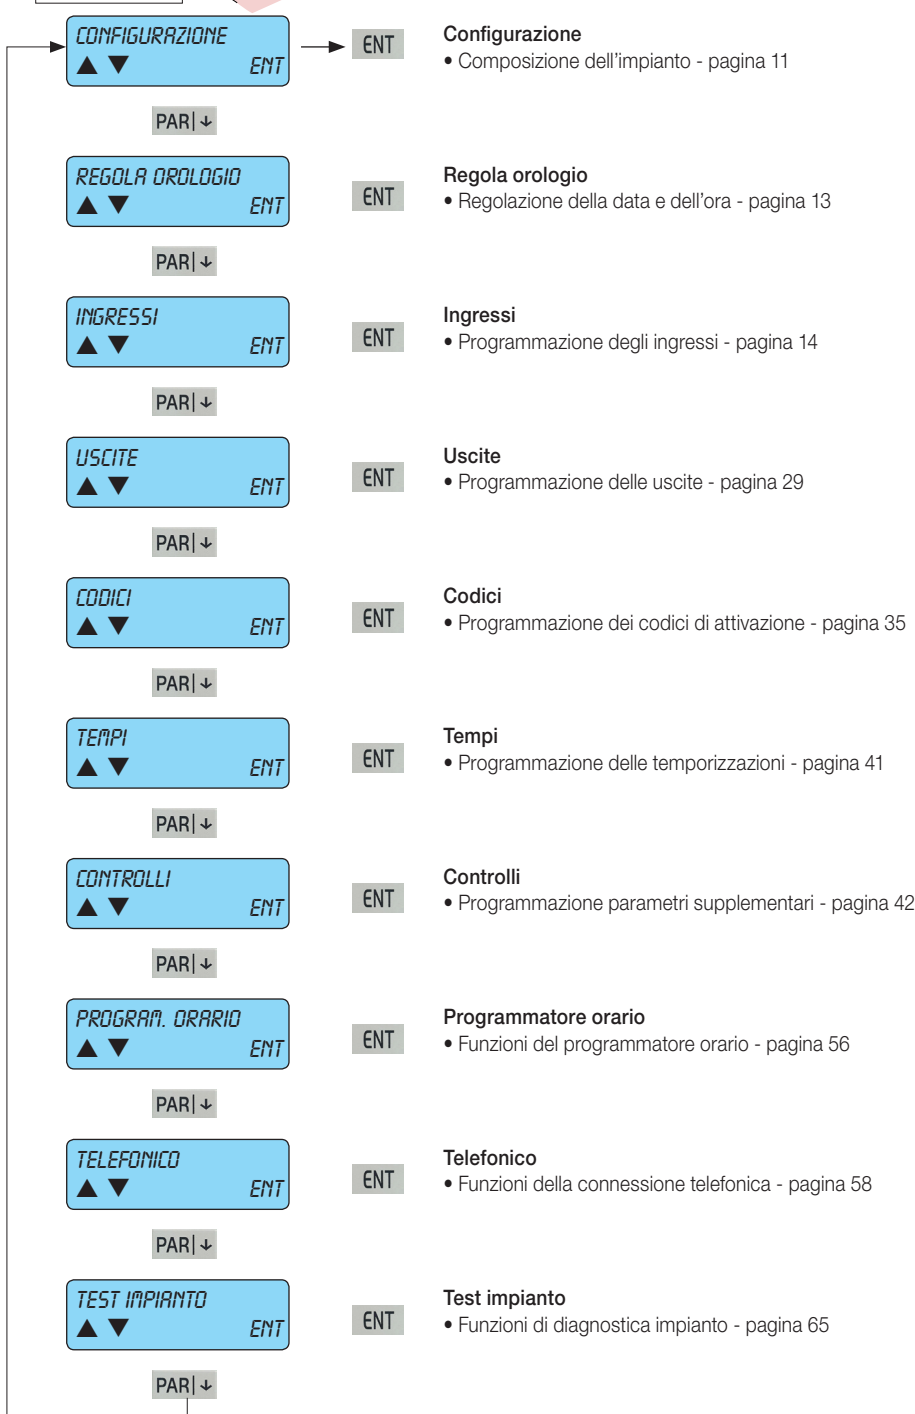 CONFIGURAZIONE
▲ ▼ ENT
ENT
Configurazione
• Composizione dell'impianto - pagina 11
PAR|↓
REGOLA OROLOGIO
▲ ▼ ENT
ENT
Regola orologio
• Regolazione della data e dell'ora - pagina 13
PAR|↓
INGRESSI
▲ ▼ ENT
ENT
Ingressi
• Programmazione degli ingressi - pagina 14
PAR|↓
USCITE
▲ ▼ ENT
ENT
Uscite
• Programmazione delle uscite - pagina 29
PAR|↓
CODICI
▲ ▼ ENT
ENT
Codici
• Programmazione dei codici di attivazione - pagina 35
PAR|↓
TEMPI
▲ ▼ ENT
ENT
Tempi
• Programmazione delle temporizzazioni - pagina 41
PAR|↓
CONTROLLI
▲ ▼ ENT
ENT
Controlli
• Programmazione parametri supplementari - pagina 42
PAR|↓
PROGRAM. ORARIO
▲ ▼ ENT
ENT
Programmatore orario
• Funzioni del programmatore orario - pagina 56
PAR|↓
TELEFONICO
▲ ▼ ENT
ENT
Telefonico
• Funzioni della connessione telefonica - pagina 58
PAR|↓
TEST IMPIANTO
▲ ▼ ENT
ENT
Test impianto
• Funzioni di diagnostica impianto - pagina 65
PAR|↓